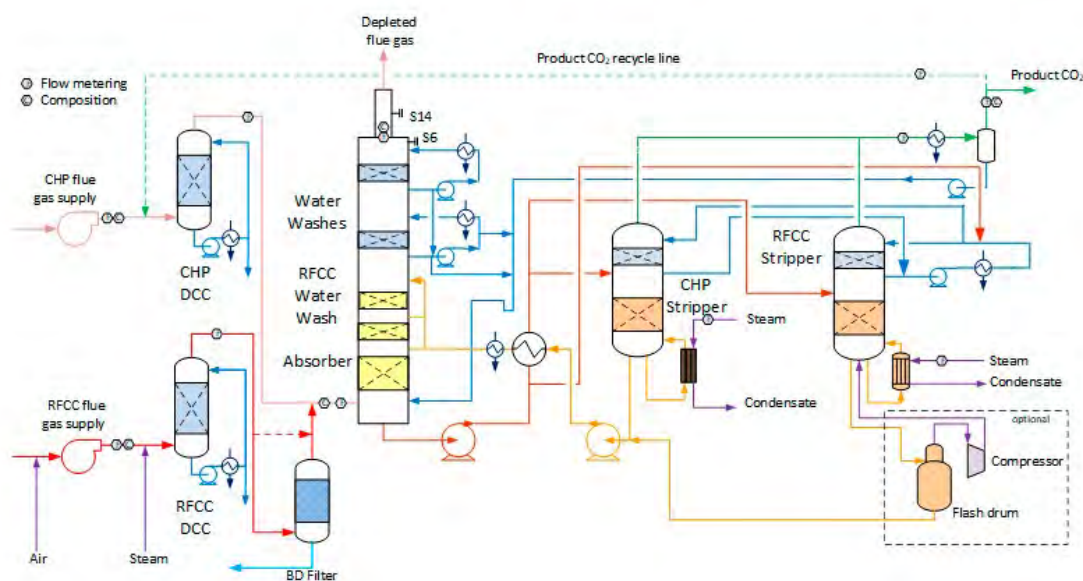 Depleted
flue gas
Product CO₂ recycle line
Product CO₂
Flow metering
Composition
S14
S6
CHP flue
gas supply
CHP
DCC
Water
Washes
RFCC
Water
Wash
Absorber
CHP
Stripper
RFCC
Stripper
Steam
Condensate
Steam
Condensate
optional
Compressor
Flash drum
RFCC flue
gas supply
RFCC
DCC
Air
Steam
BD Filter